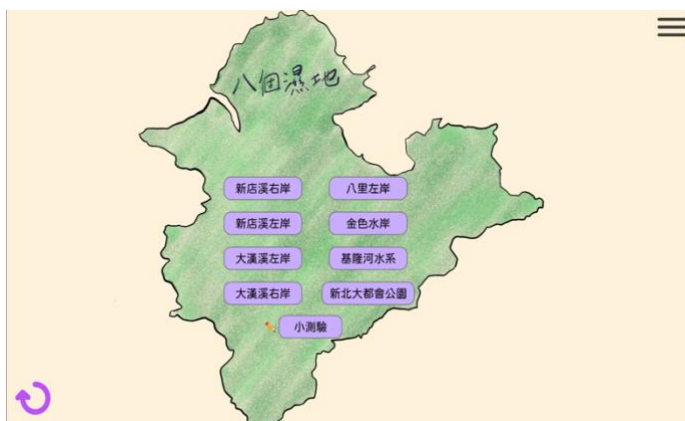 八個濕地
新店溪右岸
八里左岸
新店溪左岸
金色水岸
大漢溪左岸
基隆河水系
大漢溪右岸
新北大都會公園
小測驗